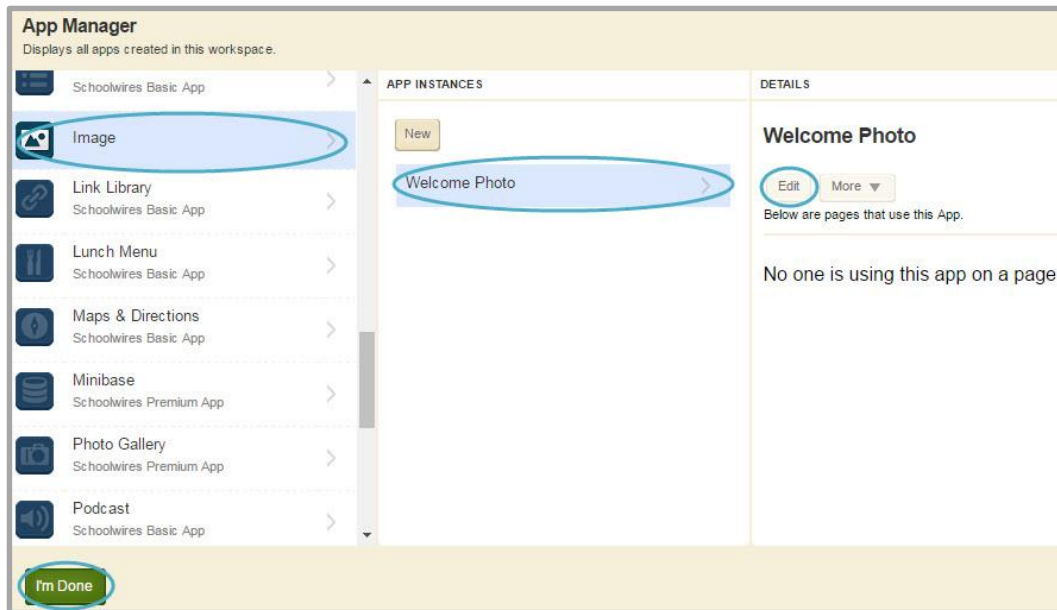 App Manager
Displays all apps created in this workspace.
Schoolwires Basic App
Image
Link Library
Schoolwires Basic App
Lunch Menu
Schoolwires Basic App
Maps & Directions
Schoolwires Basic App
Minibase
Schoolwires Premium App
Photo Gallery
Schoolwires Premium App
Podcast
Schoolwires Basic App
I'm Done
APP INSTANCES
New
Welcome Photo
DETAILS
Welcome Photo
Edit
More
Below are pages that use this App.
No one is using this app on a page